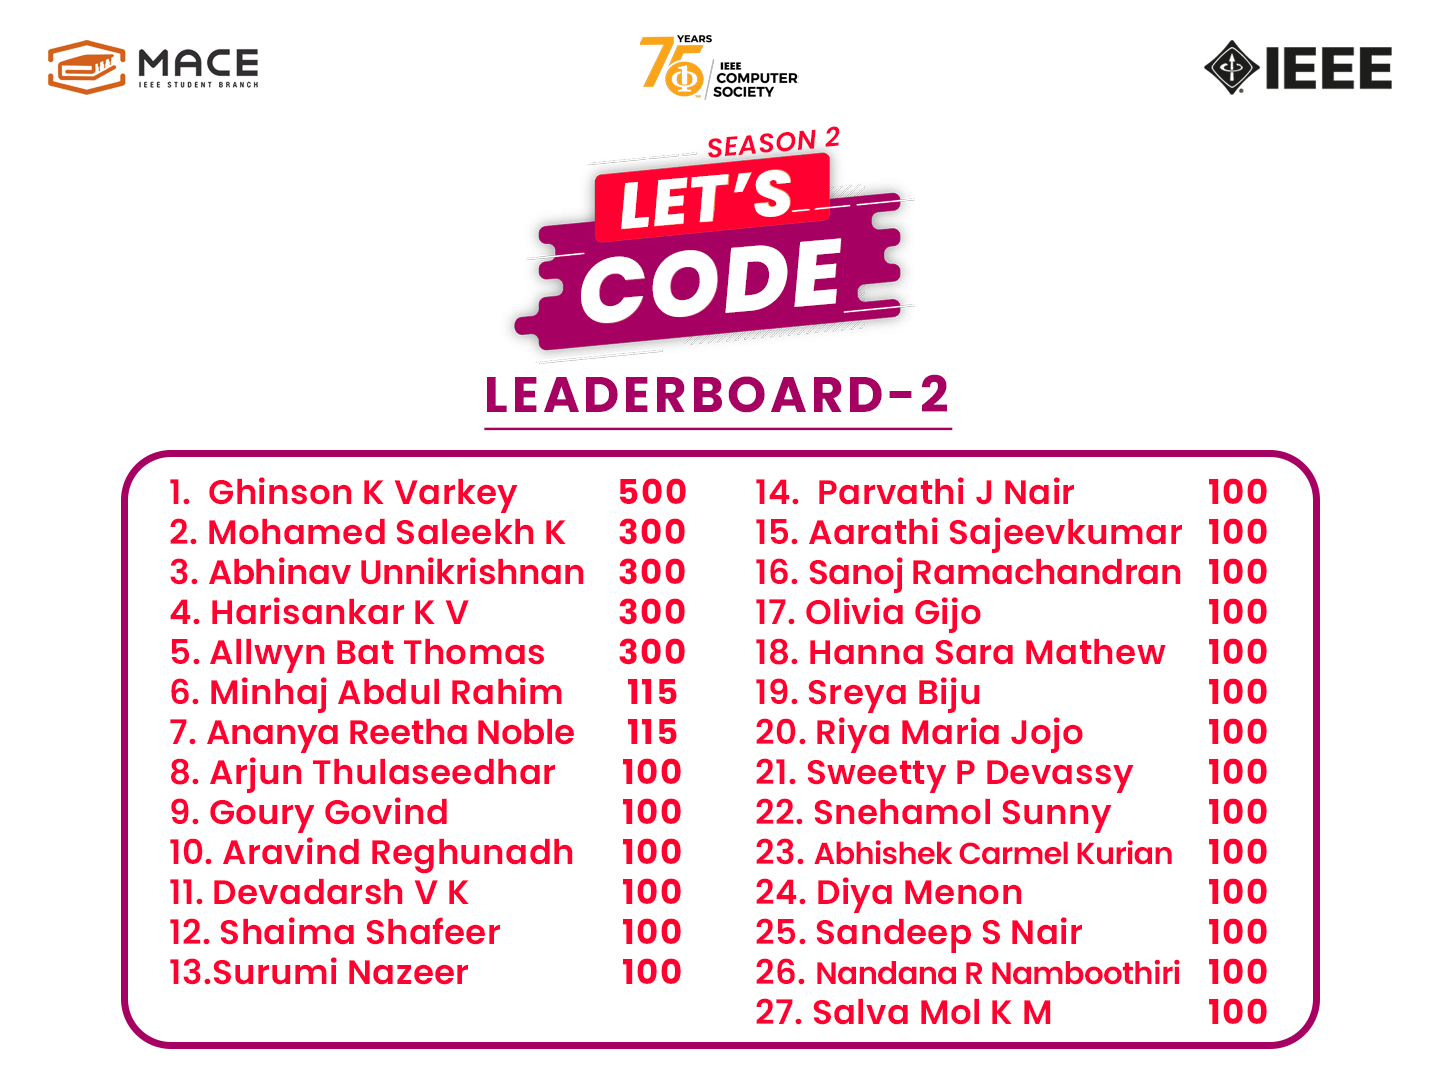 MACE
IEEE STUDENT BRANCH
75 YEARS
IEEE
COMPUTER
SOCIETY
IEEE
SEASON 2
LET'S
CODE
LEADERBOARD-2
1. Ghinson K Varkey 500
2. Mohamed Saleekh K 300
3. Abhinav Unnikrishnan 300
4. Harisankar K V 300
5. Allwyn Bat Thomas 300
6. Minhaj Abdul Rahim 115
7. Ananya Reetha Noble 115
8. Arjun Thulaseedhar 100
9. Goury Govind 100
10. Aravind Reghunadh 100
11. Devadarsh V K 100
12. Shaima Shafeer 100
13.Surumi Nazeer 100
14. Parvathi J Nair 100
15. Aarathi Sajeevkumar 100
16. Sanoj Ramachandran 100
17. Olivia Gijo 100
18. Hanna Sara Mathew 100
19. Sreya Biju 100
20. Riya Maria Jojo 100
21. Sweetty P Devassy 100
22. Snehamol Sunny 100
23. Abhishek Carmel Kurian 100
24. Diya Menon 100
25. Sandeep S Nair 100
26. Nandana R Namboothiri 100
27. Salva Mol K M 100